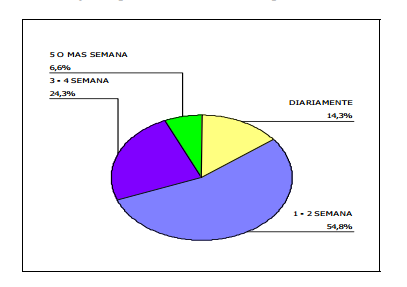 5 O MAS SEMANA
6,6%
3 • 4 SEMANA
24,3%
DIARIAMENTE
14,3%
1 • 2 SEMANA
54,8%